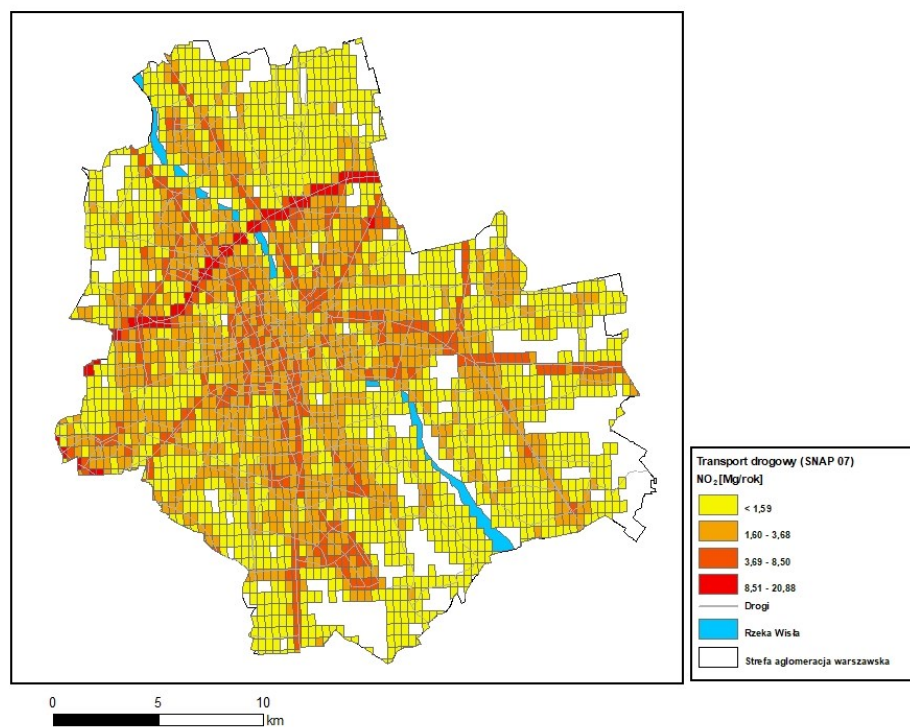 Transport drogowy (SNAP 07)
NO₂ [Mg/rok]
< 1,59
1,60 - 3,68
3,69 - 8,50
8,51 - 20,88
Drogi
Rzeka Wisła
Strefa aglomeracja warszawska
0 5 10
km